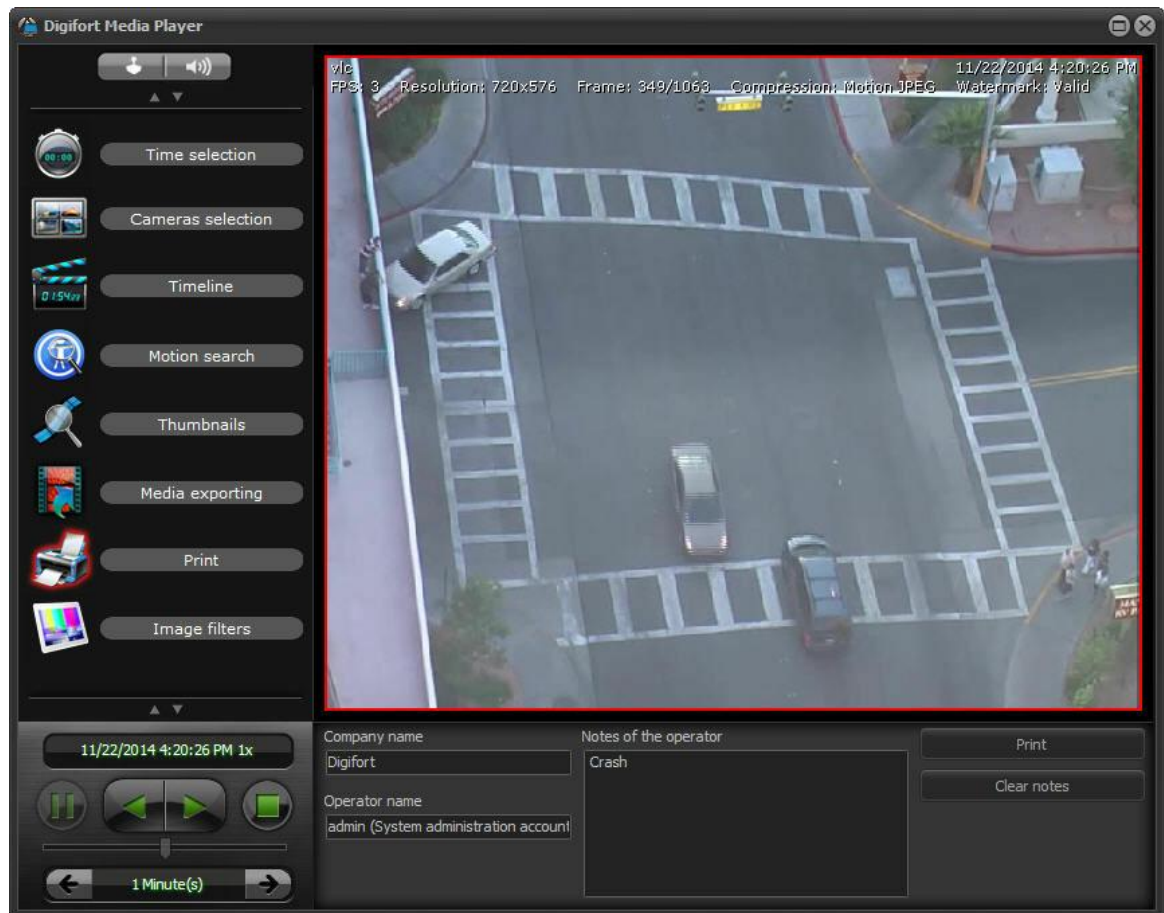 Digifort Media Player
vlc
11/22/2014 4:20:26 PM
FPS: 3 Resolution: 720x576 Frame: 349/1063 Compression: Motion JPEG Watermark: Valid
00:00
Time selection
Cameras selection
Timeline
Motion search
Thumbnails
Media exporting
Print
Image filters
11/22/2014 4:20:26 PM 1x
1 Minute(s)
Company name
Digifort
Operator name
admin (System administration account
Notes of the operator
Crash
Print
Clear notes